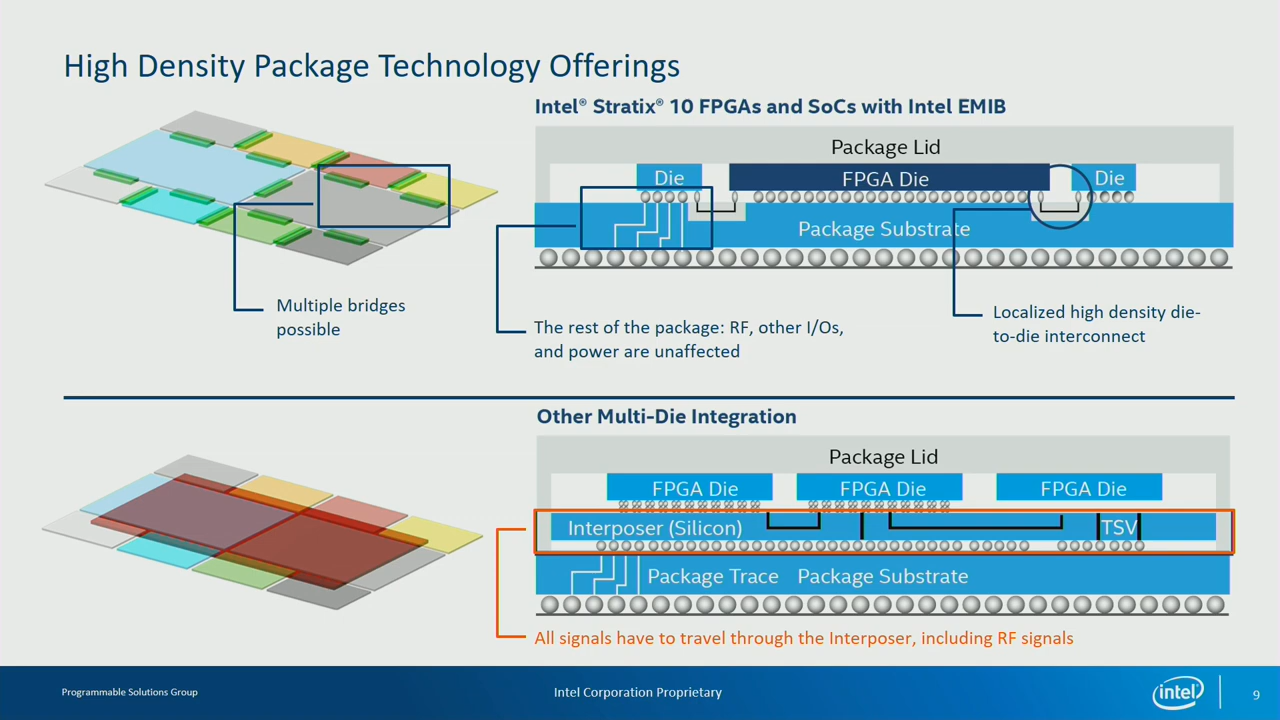 High Density Package Technology Offerings
Intel® Stratix® 10 FPGAs and SoCs with Intel EMIB
Package Lid
Die
FPGA Die
Die
Package Substrate
Multiple bridges
possible
The rest of the package: RF, other I/Os,
and power are unaffected
Localized high density die-
to-die interconnect
Other Multi-Die Integration
Package Lid
FPGA Die
FPGA Die
FPGA Die
Interposer (Silicon)
TSV
Package Trace
Package Substrate
All signals have to travel through the Interposer, including RF signals
Programmable Solutions Group
Intel Corporation Proprietary
intel
9